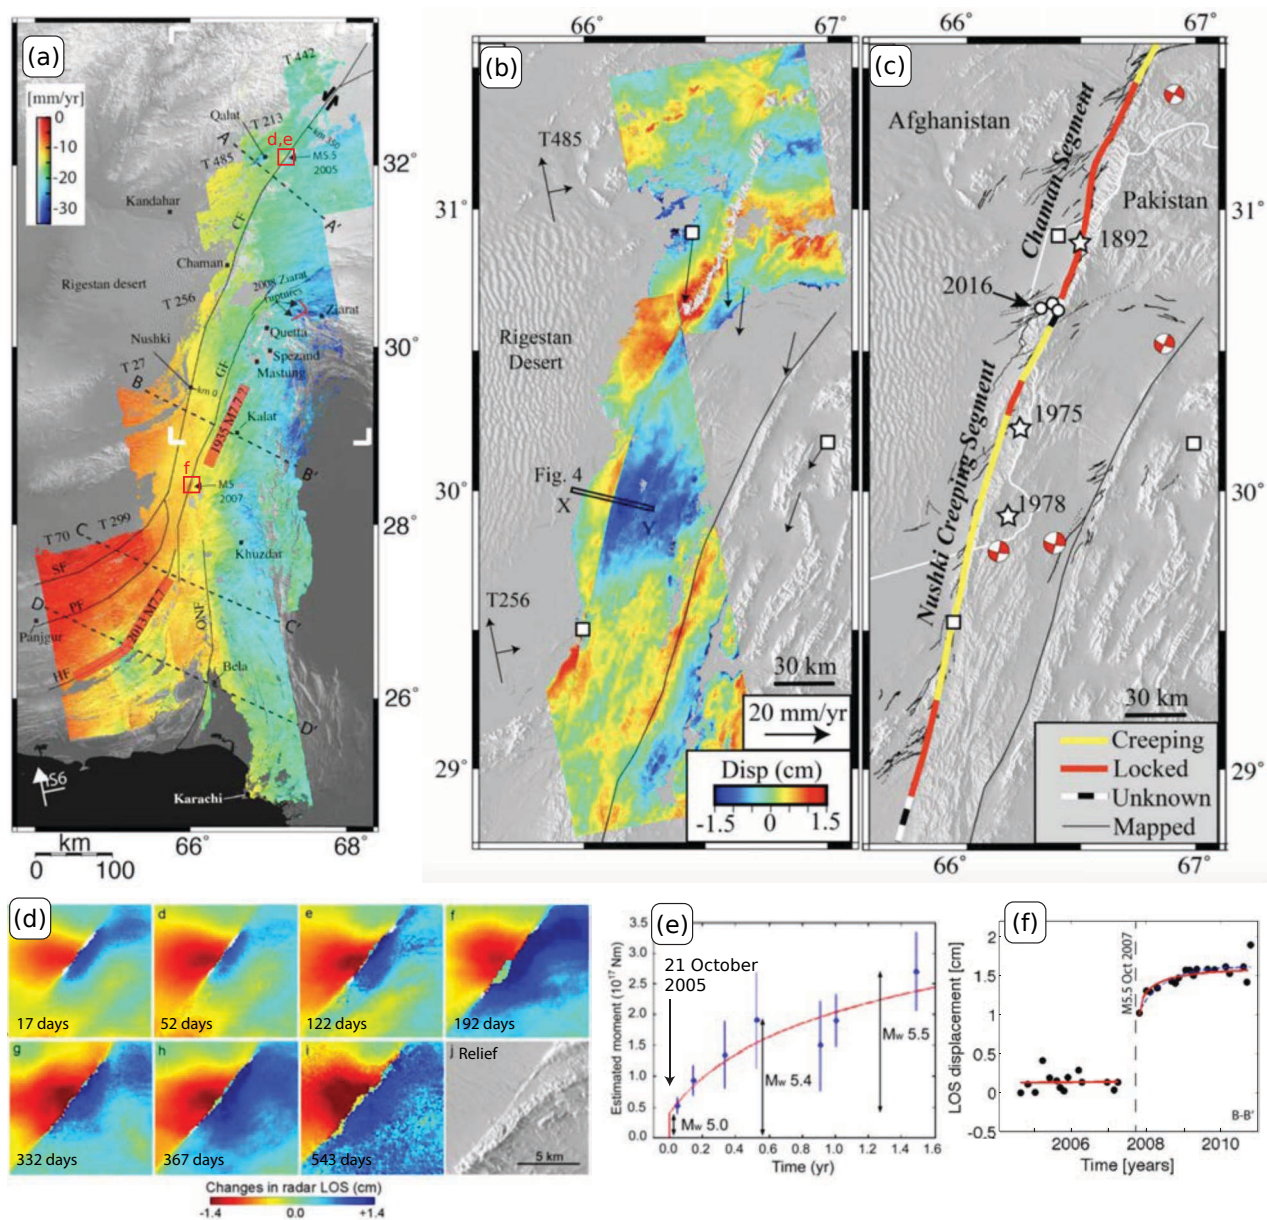 (a)
[mm/yr]
0
-10
-20
-30
T 442
Qalat
T 213
A
d,e
km 350
M5.5
2005
T 485
32˚
Kandahar
CF
A'
Chaman
Rigestan desert
2008 Ziarat
ruptures
T 256
Ziarat
Nushki
Quetta
30˚
Spezand
Mastung
GF
T 27
B
km 0
1935 M7.7 ?
Kalat
f
M5
2007
B'
T 299
T 70
C
28˚
Khuzdar
SF
PF
D
2013 M7.7
ONF
C'
Panjgur
HF
Bela
26˚
D'
S6
Karachi
km
0
100
66˚
68˚
(b)
66˚
67˚
T485
31˚
Rigestan
Desert
Fig. 4
X
Y
30˚
T256
30 km
20 mm/yr
29˚
Disp (cm)
-1.5
0
1.5
(c)
66˚
67˚
Afghanistan
Chaman Segment
Pakistan
31˚
1892
2016
Nushki Creeping Segment
1975
1978
30˚
30 km
Creeping
Locked
29˚
Unknown
Mapped
66˚
67˚
(d)
17 days
d
52 days
e
122 days
f
192 days
g
332 days
h
367 days
i
543 days
j
Relief
5 km
Changes in radar LOS (cm)
-1.4
0.0
+1.4
(e)
Estimated moment (10¹⁷ Nm)
3.5
3.0
2.5
2.0
1.5
1.0
0.5
0.0
21 October
2005
Mw 5.0
Mw 5.4
Mw 5.5
0.0
0.2
0.4
0.6
0.8
1.0
1.2
1.4
1.6
Time (yr)
(f)
LOS displacement [cm]
2
1.5
1
0.5
0
-0.5
M5.5 Oct 2007
B-B'
2006
2008
2010
Time [years]